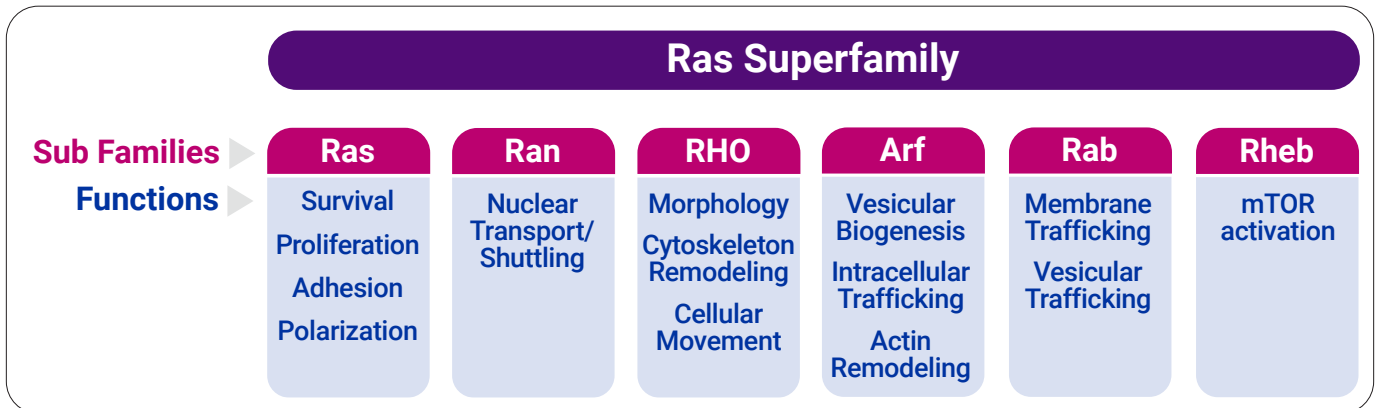 Ras Superfamily
Sub Families
Ras
Ran
RHO
Arf
Rab
Rheb
Functions
Survival
Proliferation
Adhesion
Polarization
Nuclear
Transport/
Shuttling
Morphology
Cytoskeleton
Remodeling
Cellular
Movement
Vesicular
Biogenesis
Intracellular
Trafficking
Actin
Remodeling
Membrane
Trafficking
Vesicular
Trafficking
mTOR
activation